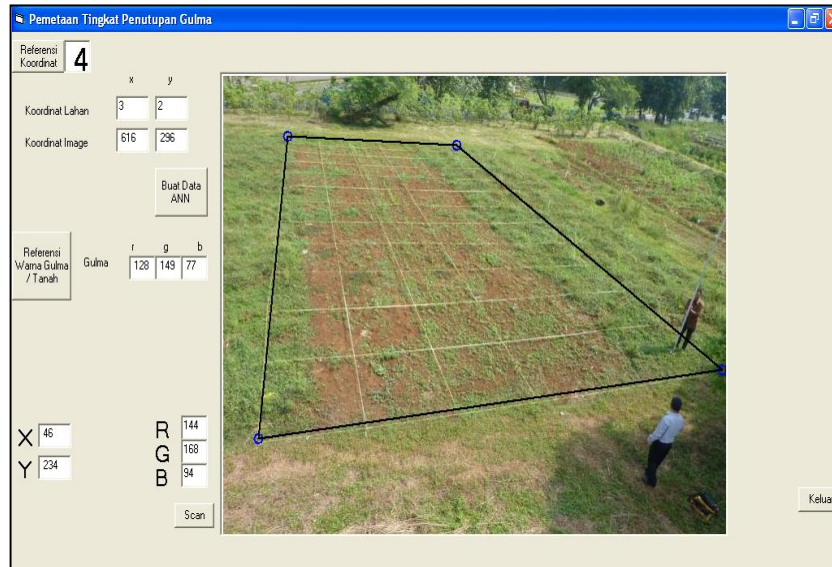 Pemetaan Tingkat Penutupan Gulma
Referensi
Koordinat
4
x y
Koordinat Lahan 3 2
Koordinat Image 616 296
Buat Data
ANN
r g b
Referensi
Warna Gulma
/ Tanah
Gulma 128 149 77
X 46
Y 234
R 144
G 168
B 94
Scan